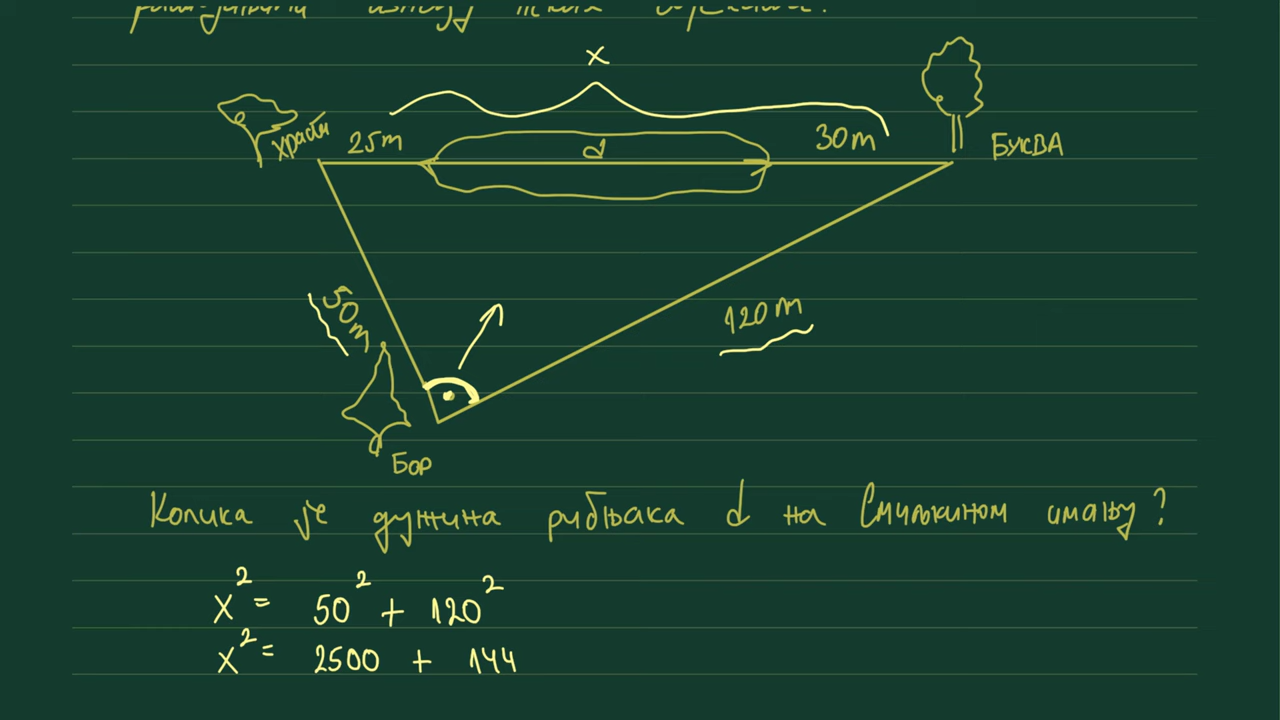 између
x
храст 25m d 30m БУКВА
50m
120m
Бор
Колика је дужина рибњака d на Смиљкином имању?
x² = 50² + 120²
x² = 2500 + 144